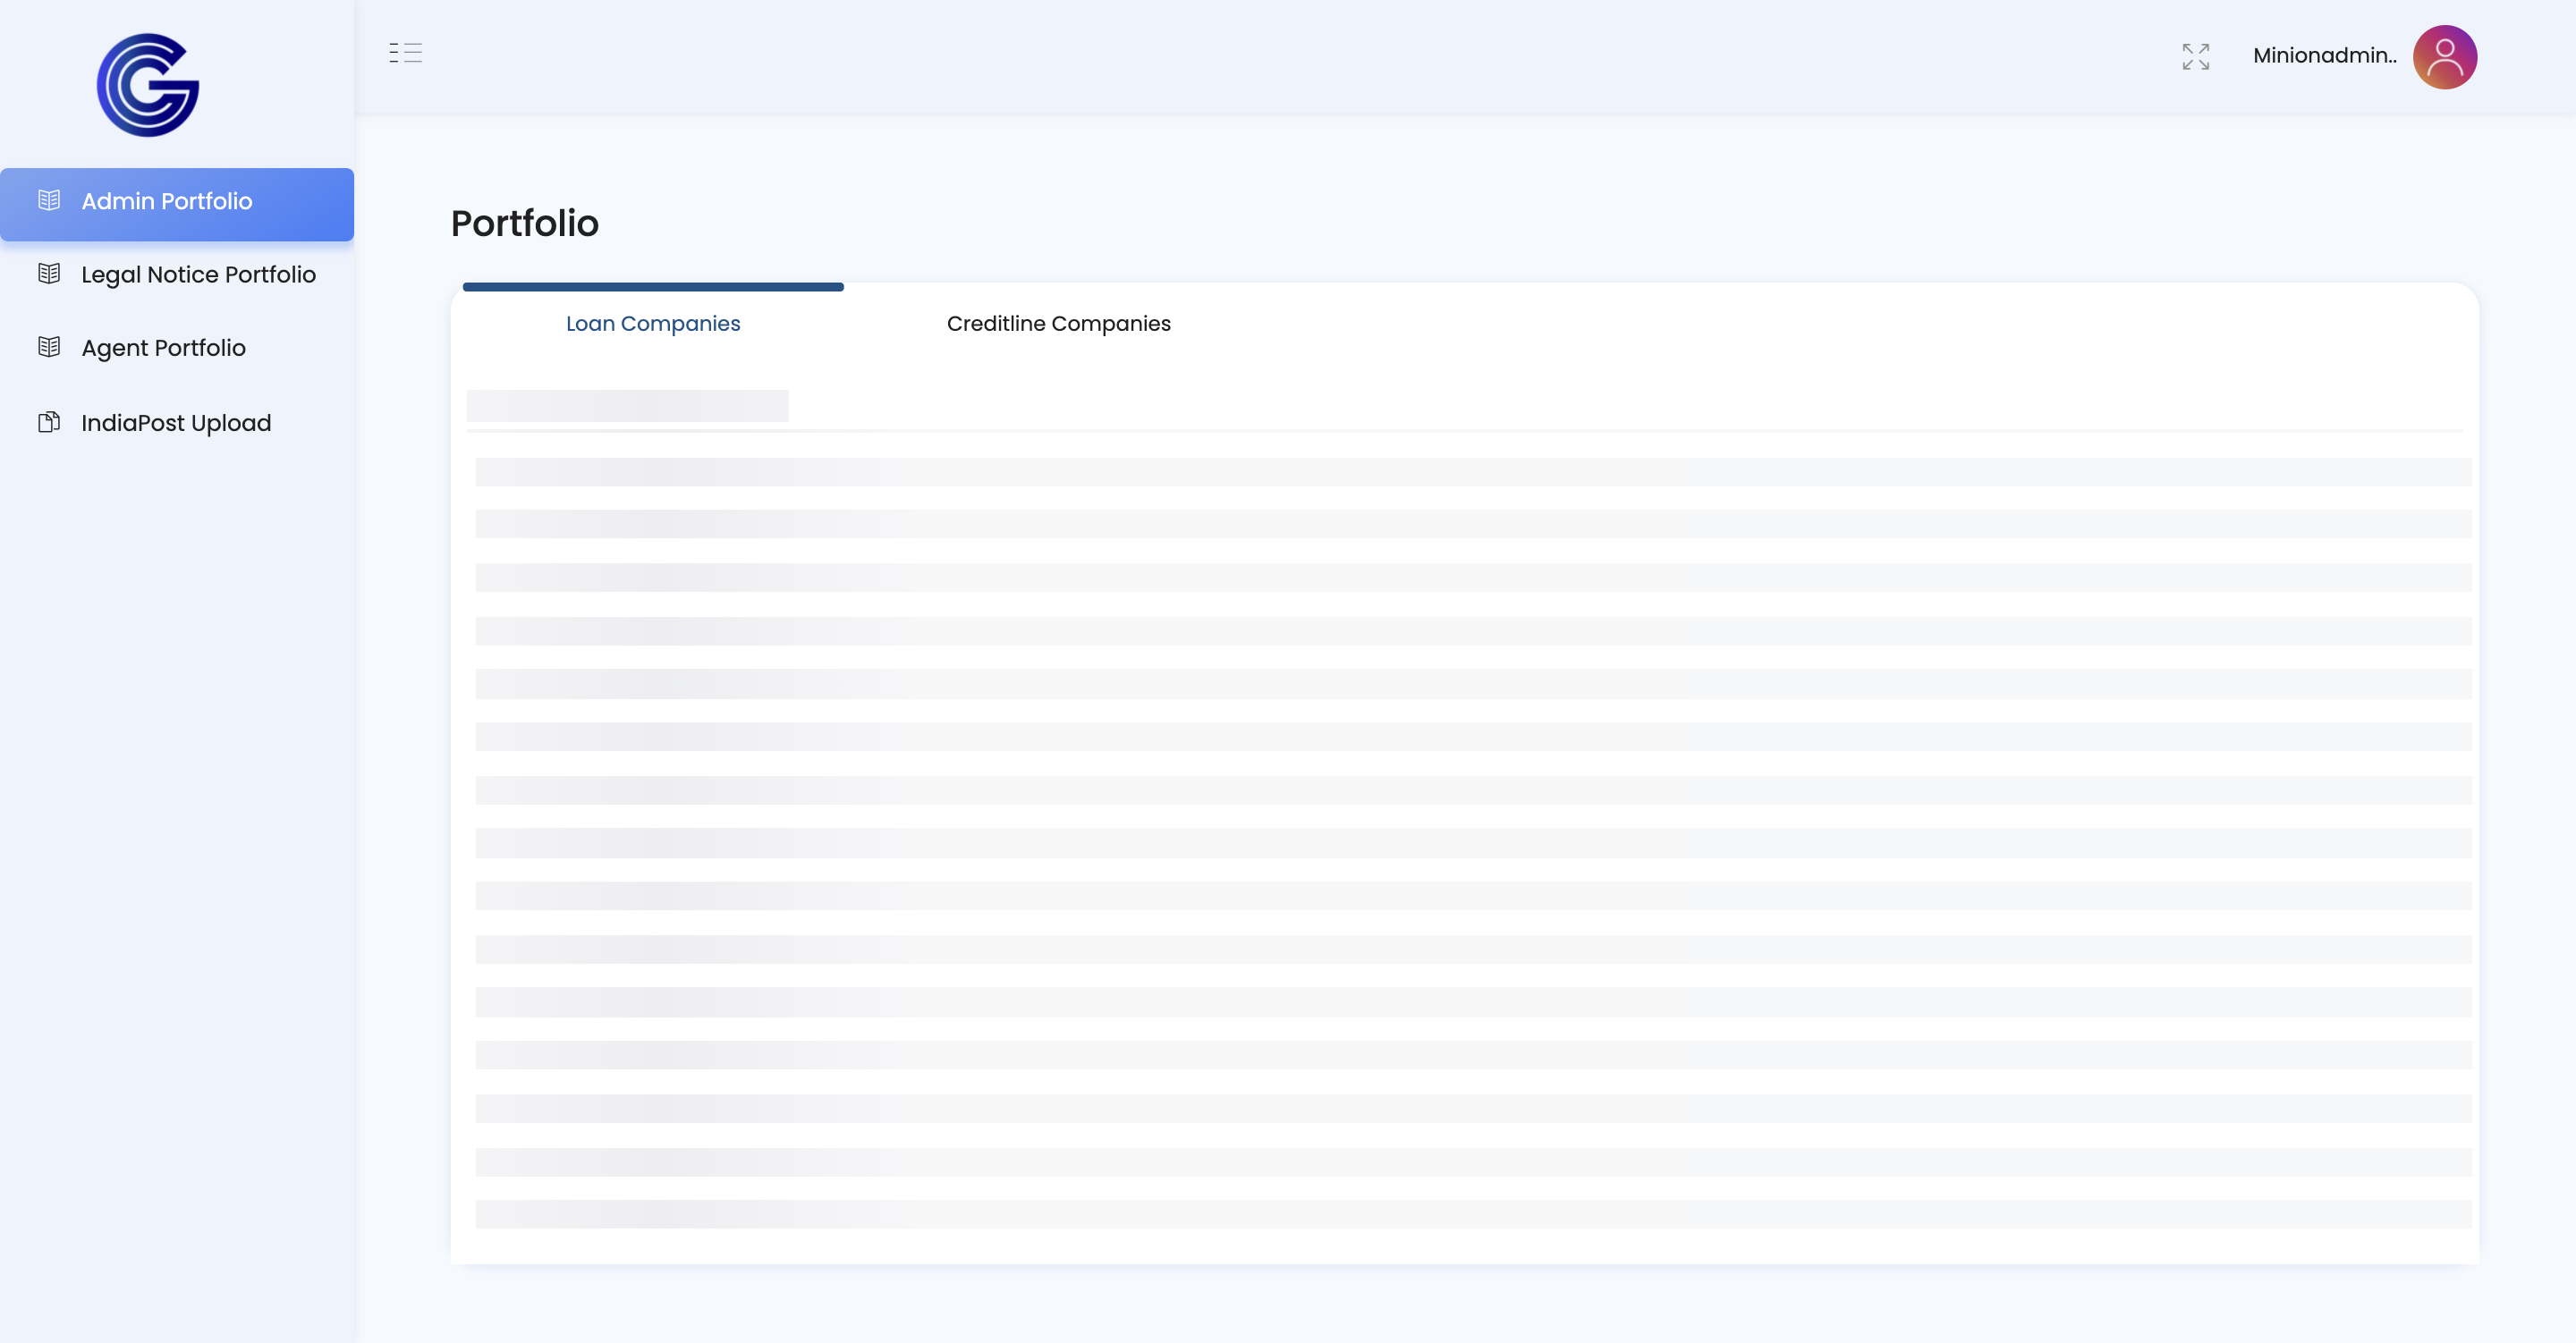 Minionadmin..
Admin Portfolio
Legal Notice Portfolio
Agent Portfolio
IndiaPost Upload
Portfolio
Loan Companies
Creditline Companies